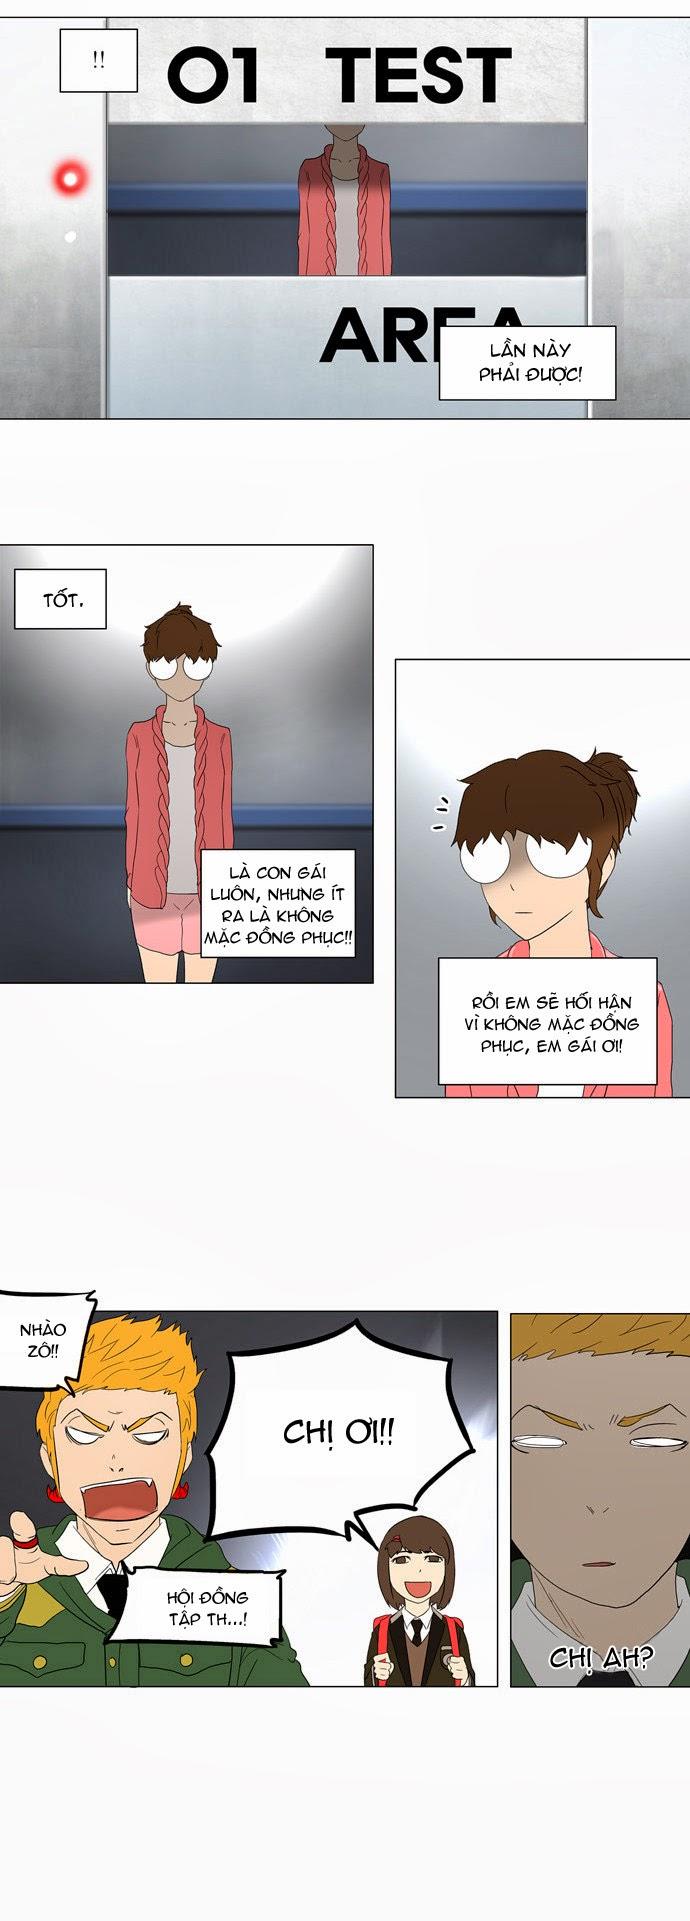 !!
01 TEST
AREA
LẦN NÀY
PHẢI ĐƯỢC!
TỐT.
LÀ CON GÁI
LUÔN, NHƯNG ÍT
RA LÀ KHÔNG
MẶC ĐỒNG PHỤC!!
RỒI EM SẼ HỐI HẬN
VÌ KHÔNG MẶC ĐỒNG
PHỤC, EM GÁI ƠI!
NHÀO
ZÔ!!
CHỊ ƠI!!
HỘI ĐỒNG
TẬP TH...!
CHỊ AH?